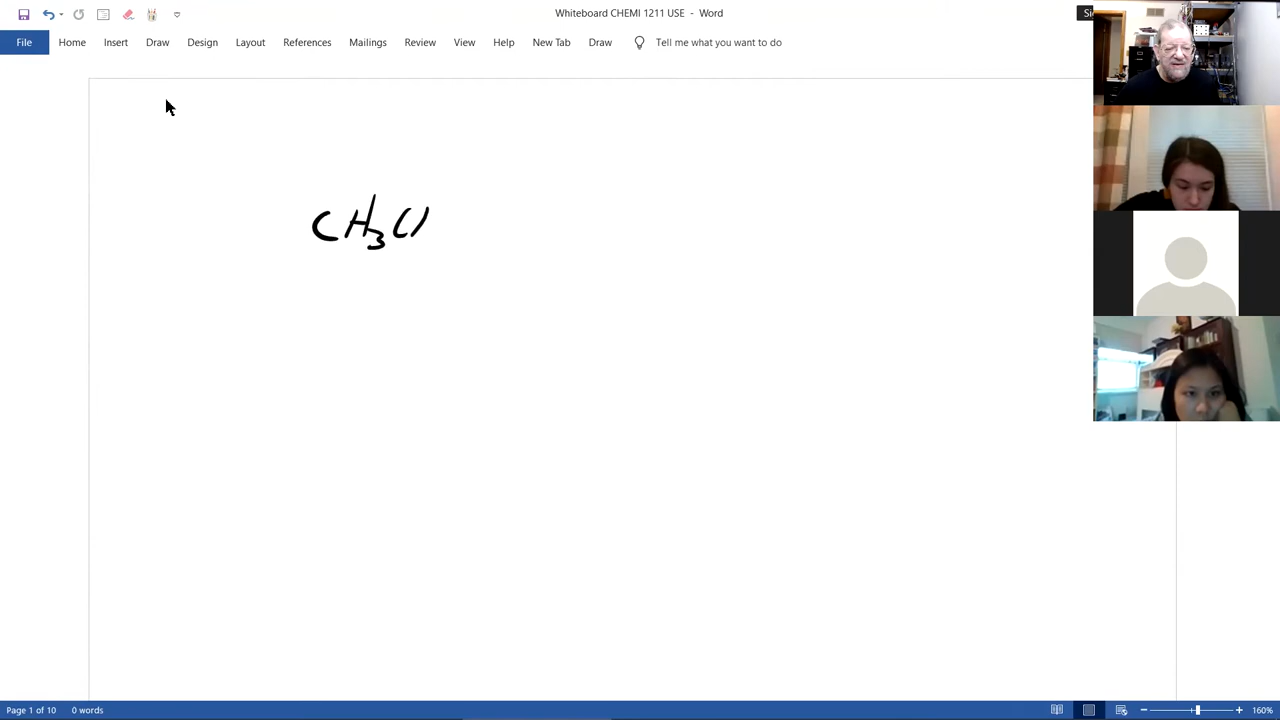 Whiteboard CHEMI 1211 USE - Word
File Home Insert Draw Design Layout References Mailings Review View Help New Tab Draw Tell me what you want to do
CH3Cl
Page 1 of 10 0 words 160%